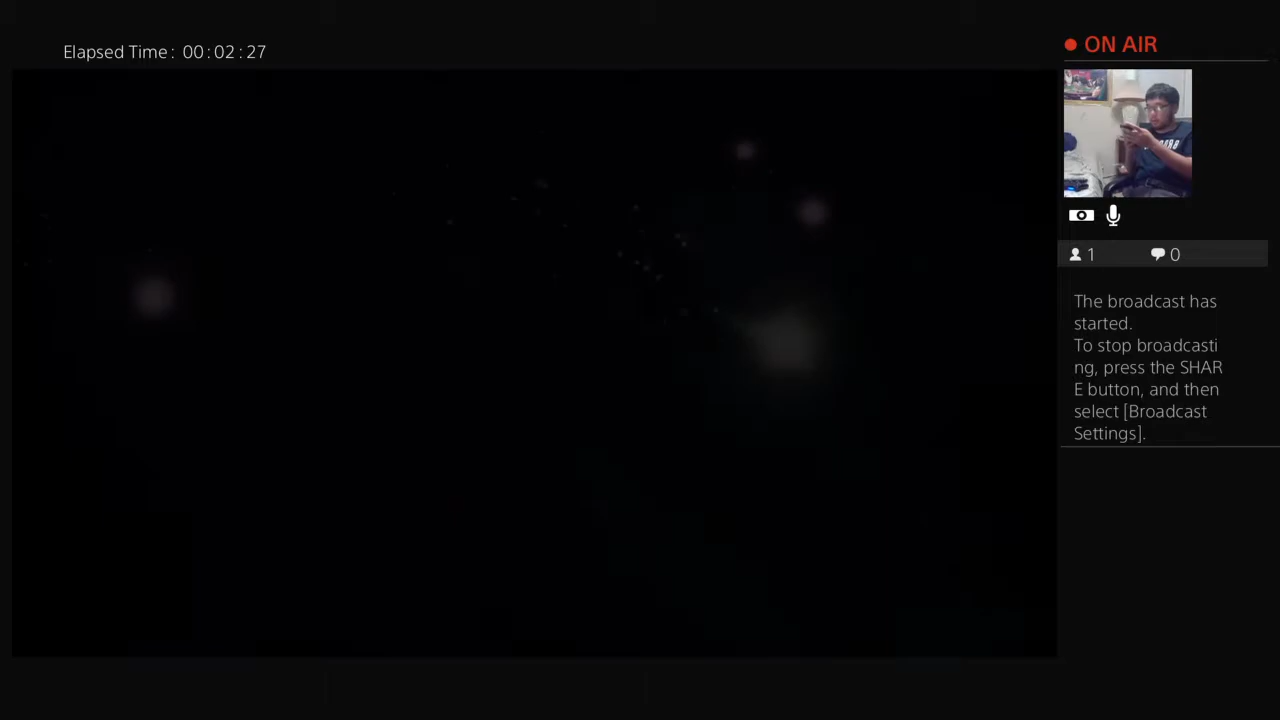 Elapsed Time: 00:02:27
ON AIR
1 0
The broadcast has
started.
To stop broadcasti
ng, press the SHAR
E button, and then
select [Broadcast
Settings].